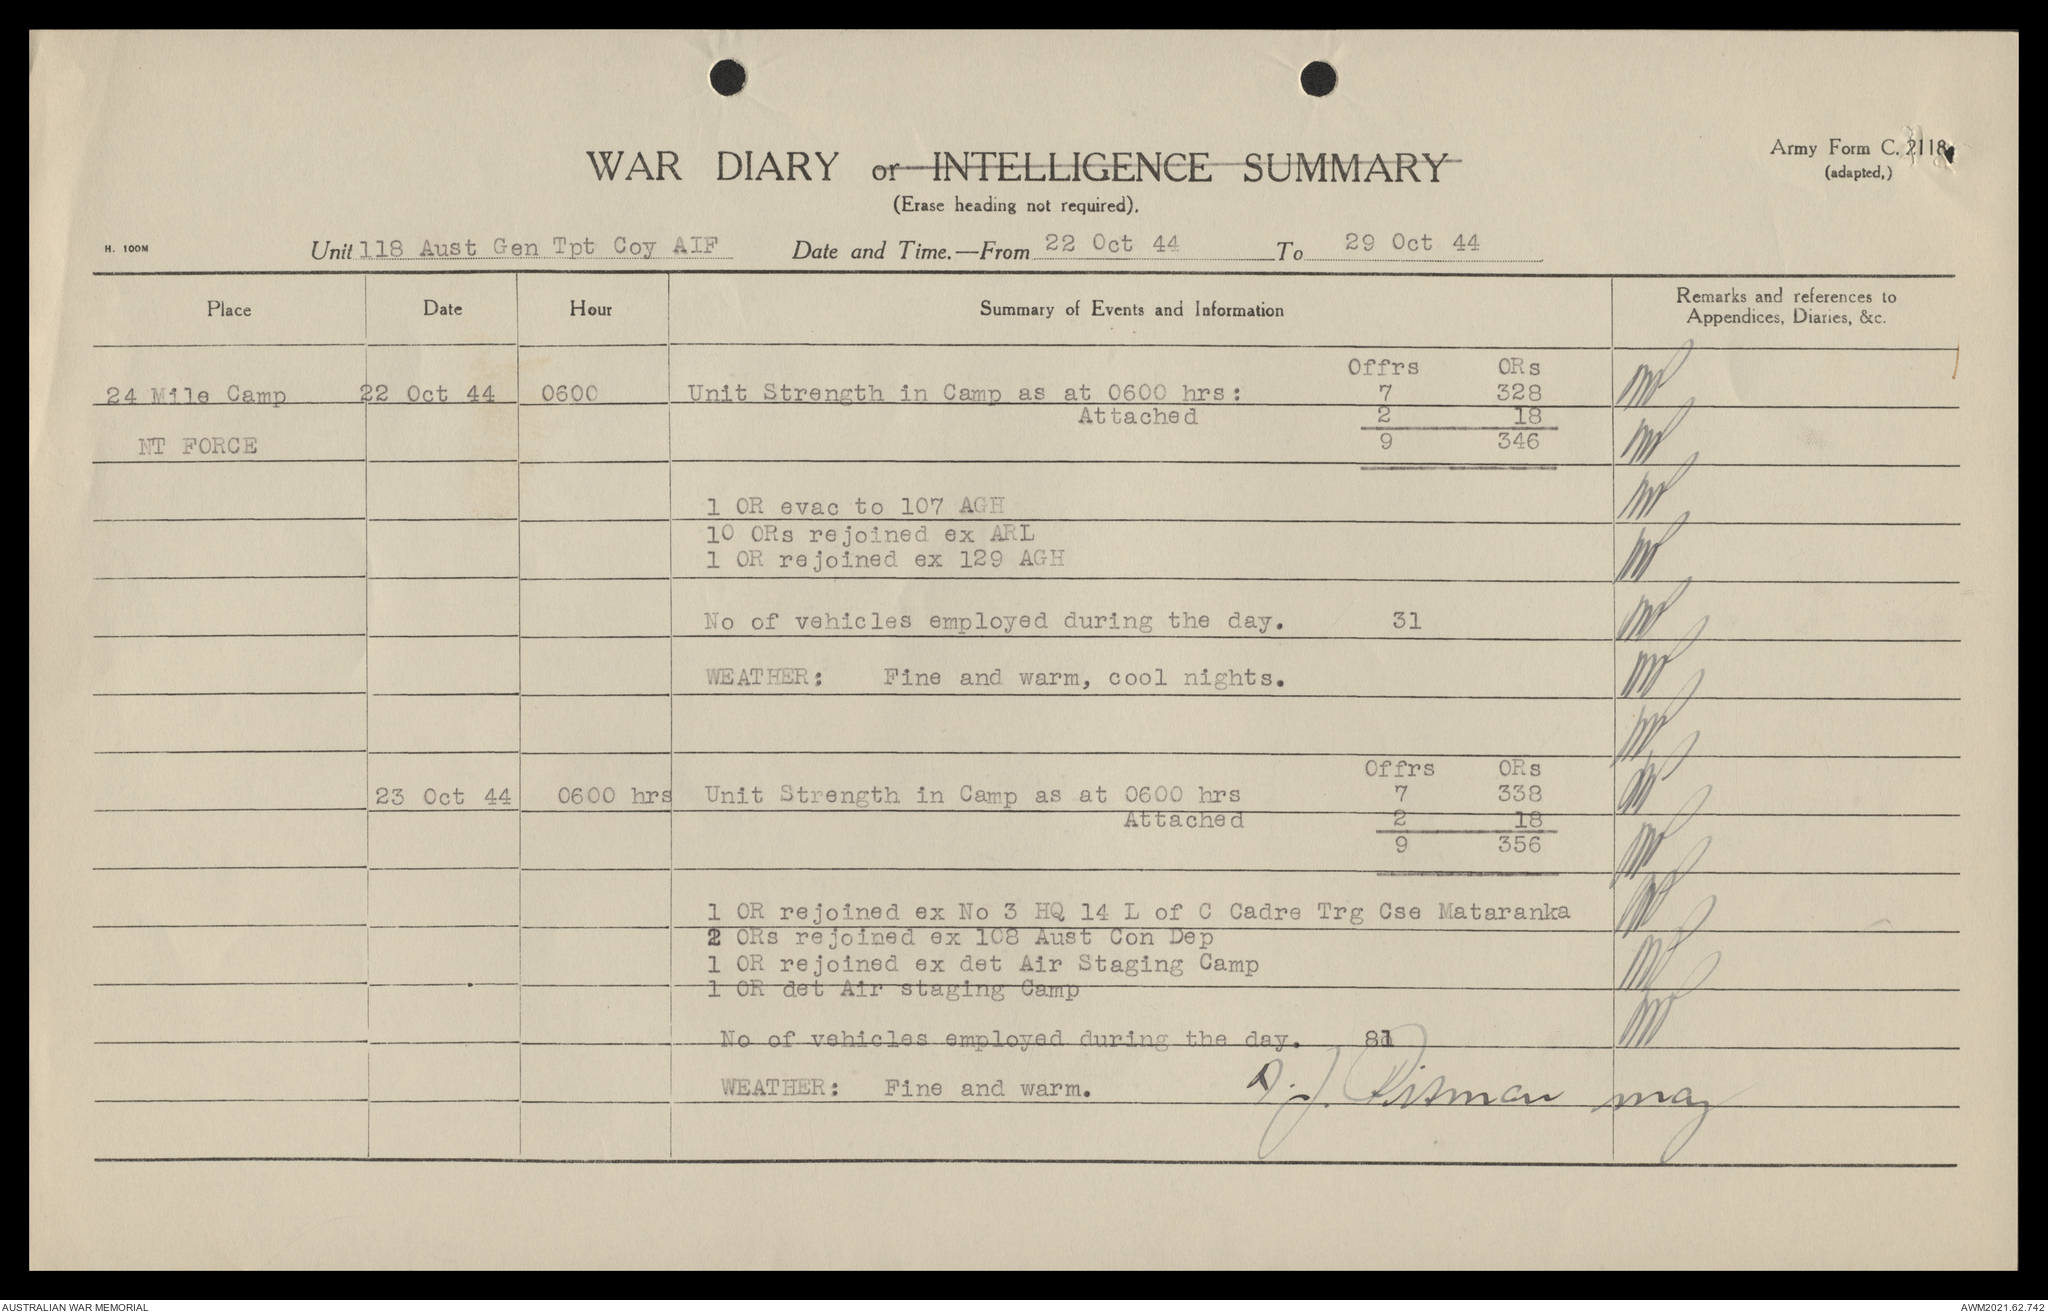 Army Form C. 2118.
(adapted,)
WAR DIARY or INTELLIGENCE SUMMARY
(Erase heading not required).
H. 100M
Unit 118 Aust Gen Tpt Coy AIF Date and Time.—From 22 Oct 44 To 29 Oct 44
Place Date Hour Summary of Events and Information Remarks and references to
Appendices, Diaries, &c.
Offrs ORs
24 Mile Camp 22 Oct 44 0600 Unit Strength in Camp as at 0600 hrs: 7 328
Attached 2 18
NT FORCE 9 346
1 OR evac to 107 AGH
10 ORs rejoined ex ARL
1 OR rejoined ex 129 AGH
No of vehicles employed during the day. 31
WEATHER: Fine and warm, cool nights.
Offrs ORs
23 Oct 44 0600 hrs Unit Strength in Camp as at 0600 hrs 7 338
Attached 2 18
9 356
1 OR rejoined ex No 3 HQ 14 L of C Cadre Trg Cse Mataranka
2 ORs rejoined ex 108 Aust Con Dep
1 OR rejoined ex det Air Staging Camp
1 OR det Air staging Camp
No of vehicles employed during the day. 81
WEATHER: Fine and warm.
AUSTRALIAN WAR MEMORIAL AWM2021.62.742